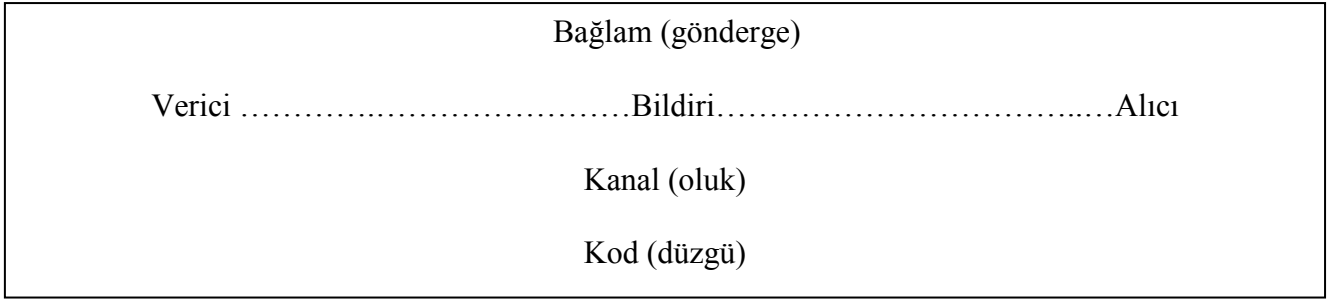 Bağlam (gönderge)
Verici ………….……………………Bildiri……………………………..…Alıcı
Kanal (oluk)
Kod (düzgü)